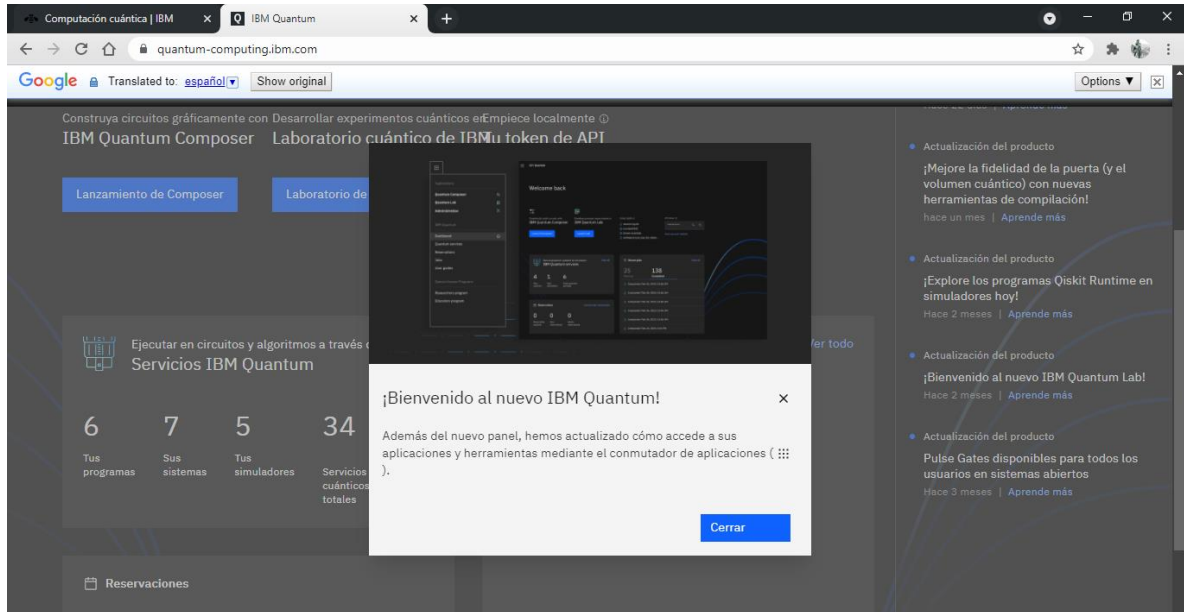 Computación cuántica | IBM
IBM Quantum
quantum-computing.ibm.com
Google Translated to: español Show original
Options ▼
Construya circuitos gráficamente con
IBM Quantum Composer
Lanzamiento de Composer
Desarrollar experimentos cuánticos en
Laboratorio cuántico de IBM
Laboratorio de
Empiece localmente
Tu token de API
Ejecutar en circuitos y algoritmos a través
Servicios IBM Quantum
6
Tus
programas
7
Sus
sistemas
5
Tus
simuladores
34
Servicios
cuánticos
totales
Reservaciones
Ver todo
Welcome back
¡Bienvenido al nuevo IBM Quantum!
Además del nuevo panel, hemos actualizado cómo accede a sus
aplicaciones y herramientas mediante el conmutador de aplicaciones (
).
Cerrar
Actualización del producto
¡Mejore la fidelidad de la puerta (y el
volumen cuántico) con nuevas
herramientas de compilación!
hace un mes | Aprende más
Actualización del producto
¡Explore los programas Qiskit Runtime en
simuladores hoy!
Hace 2 meses | Aprende más
Actualización del producto
¡Bienvenido al nuevo IBM Quantum Lab!
Hace 2 meses | Aprende más
Actualización del producto
Pulse Gates disponibles para todos los
usuarios en sistemas abiertos
Hace 3 meses | Aprende más